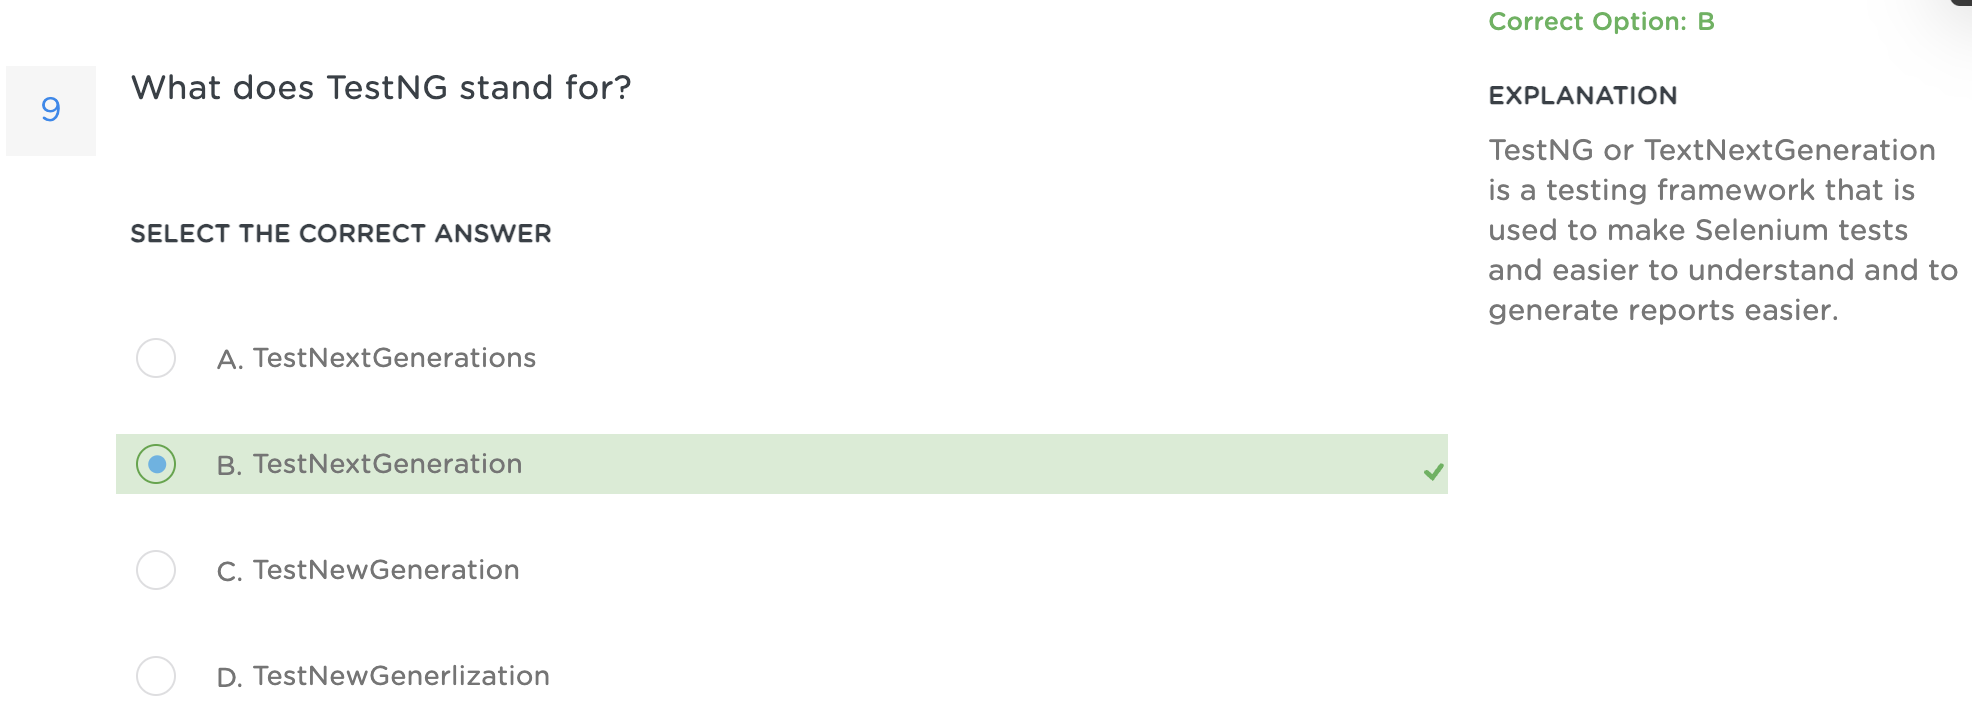 9
What does TestNG stand for?
SELECT THE CORRECT ANSWER
A. TestNextGenerations
B. TestNextGeneration
C. TestNewGeneration
D. TestNewGenerlization
Correct Option: B
EXPLANATION
TestNG or TextNextGeneration
is a testing framework that is
used to make Selenium tests
and easier to understand and to
generate reports easier.